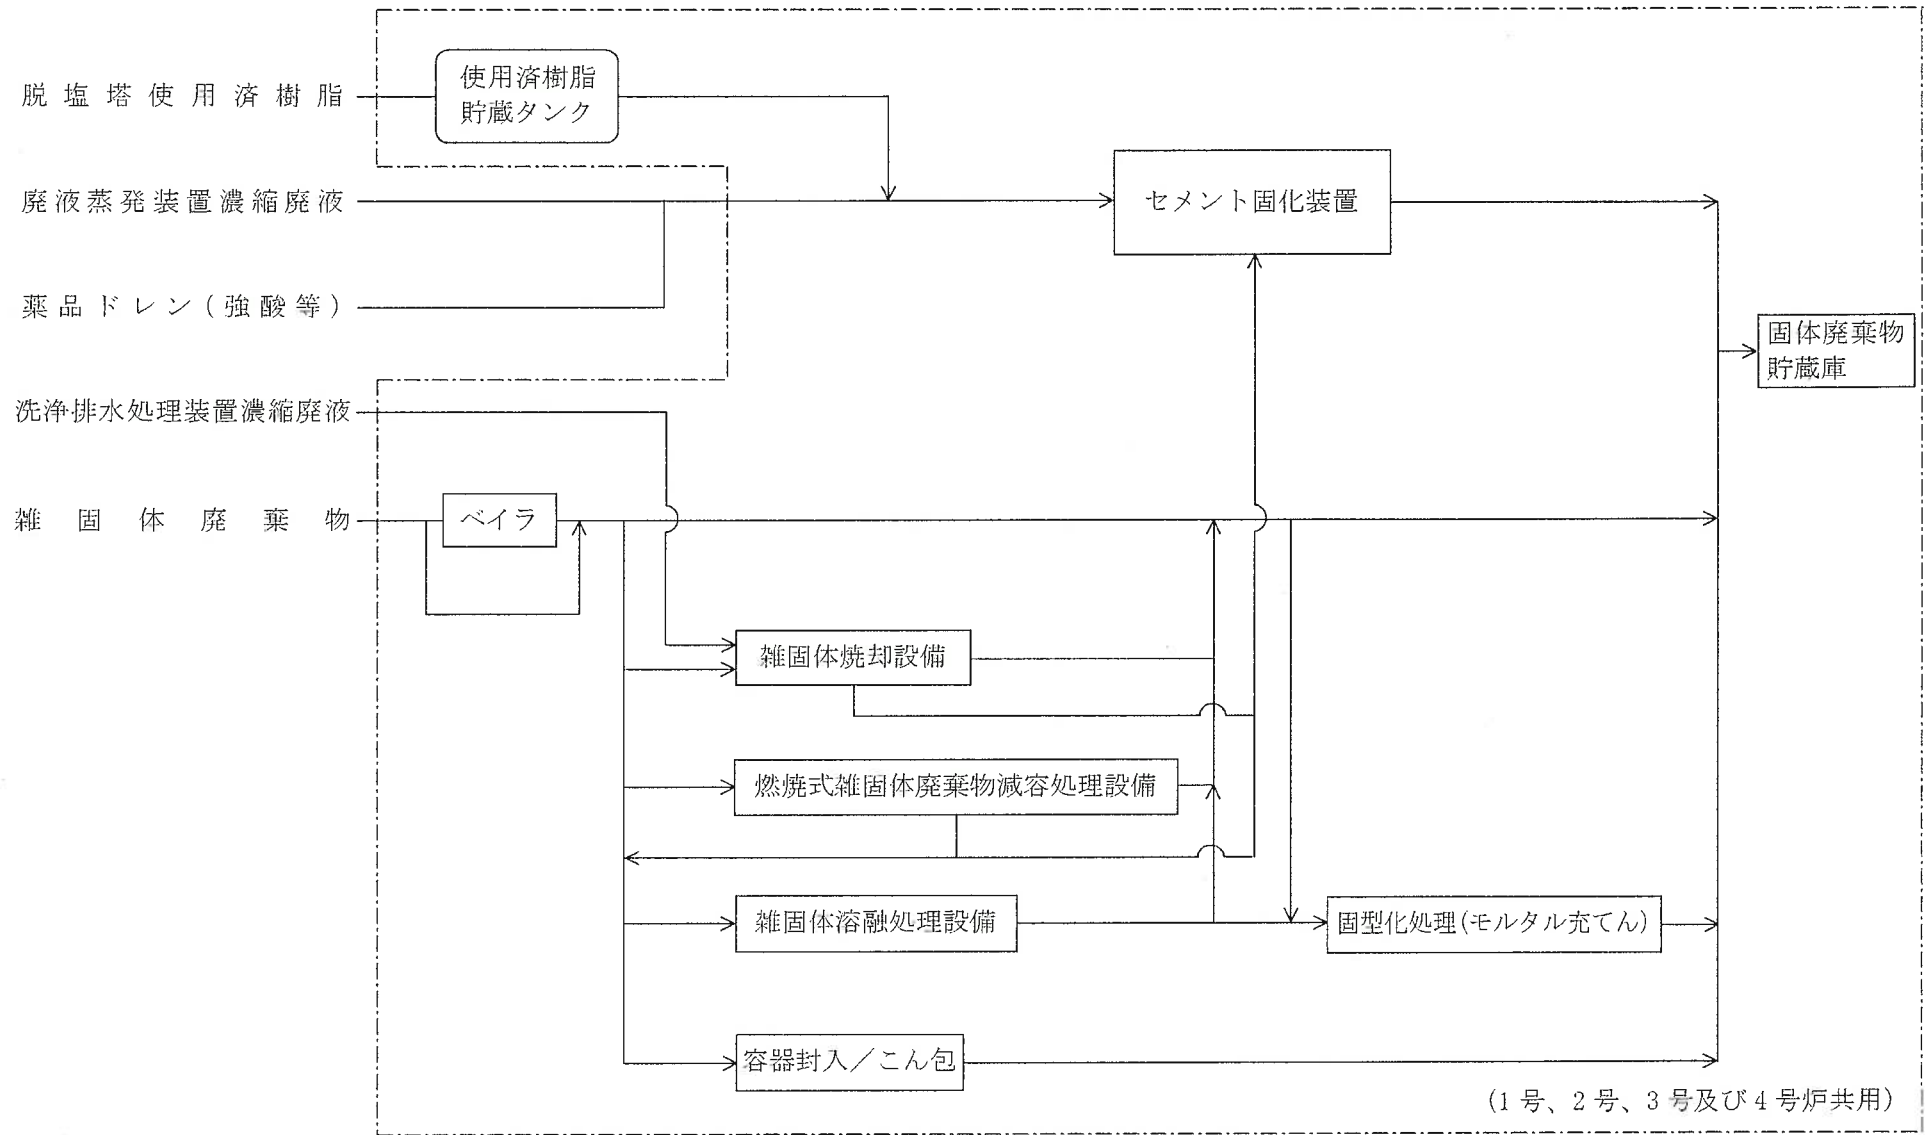 使用済樹脂
貯蔵タンク
脱塩塔使用済樹脂
廃液蒸発装置濃縮廃液
セメント固化装置
薬品ドレン(強酸等)
固体廃棄物
貯蔵庫
洗浄排水処理装置濃縮廃液
雑固体廃棄物
ベイラ
雑固体焼却設備
燃焼式雑固体廃棄物減容処理設備
雑固体溶融処理設備
固型化処理(モルタル充てん)
容器封入／こん包
(1号、2号、3号及び4号炉共用)